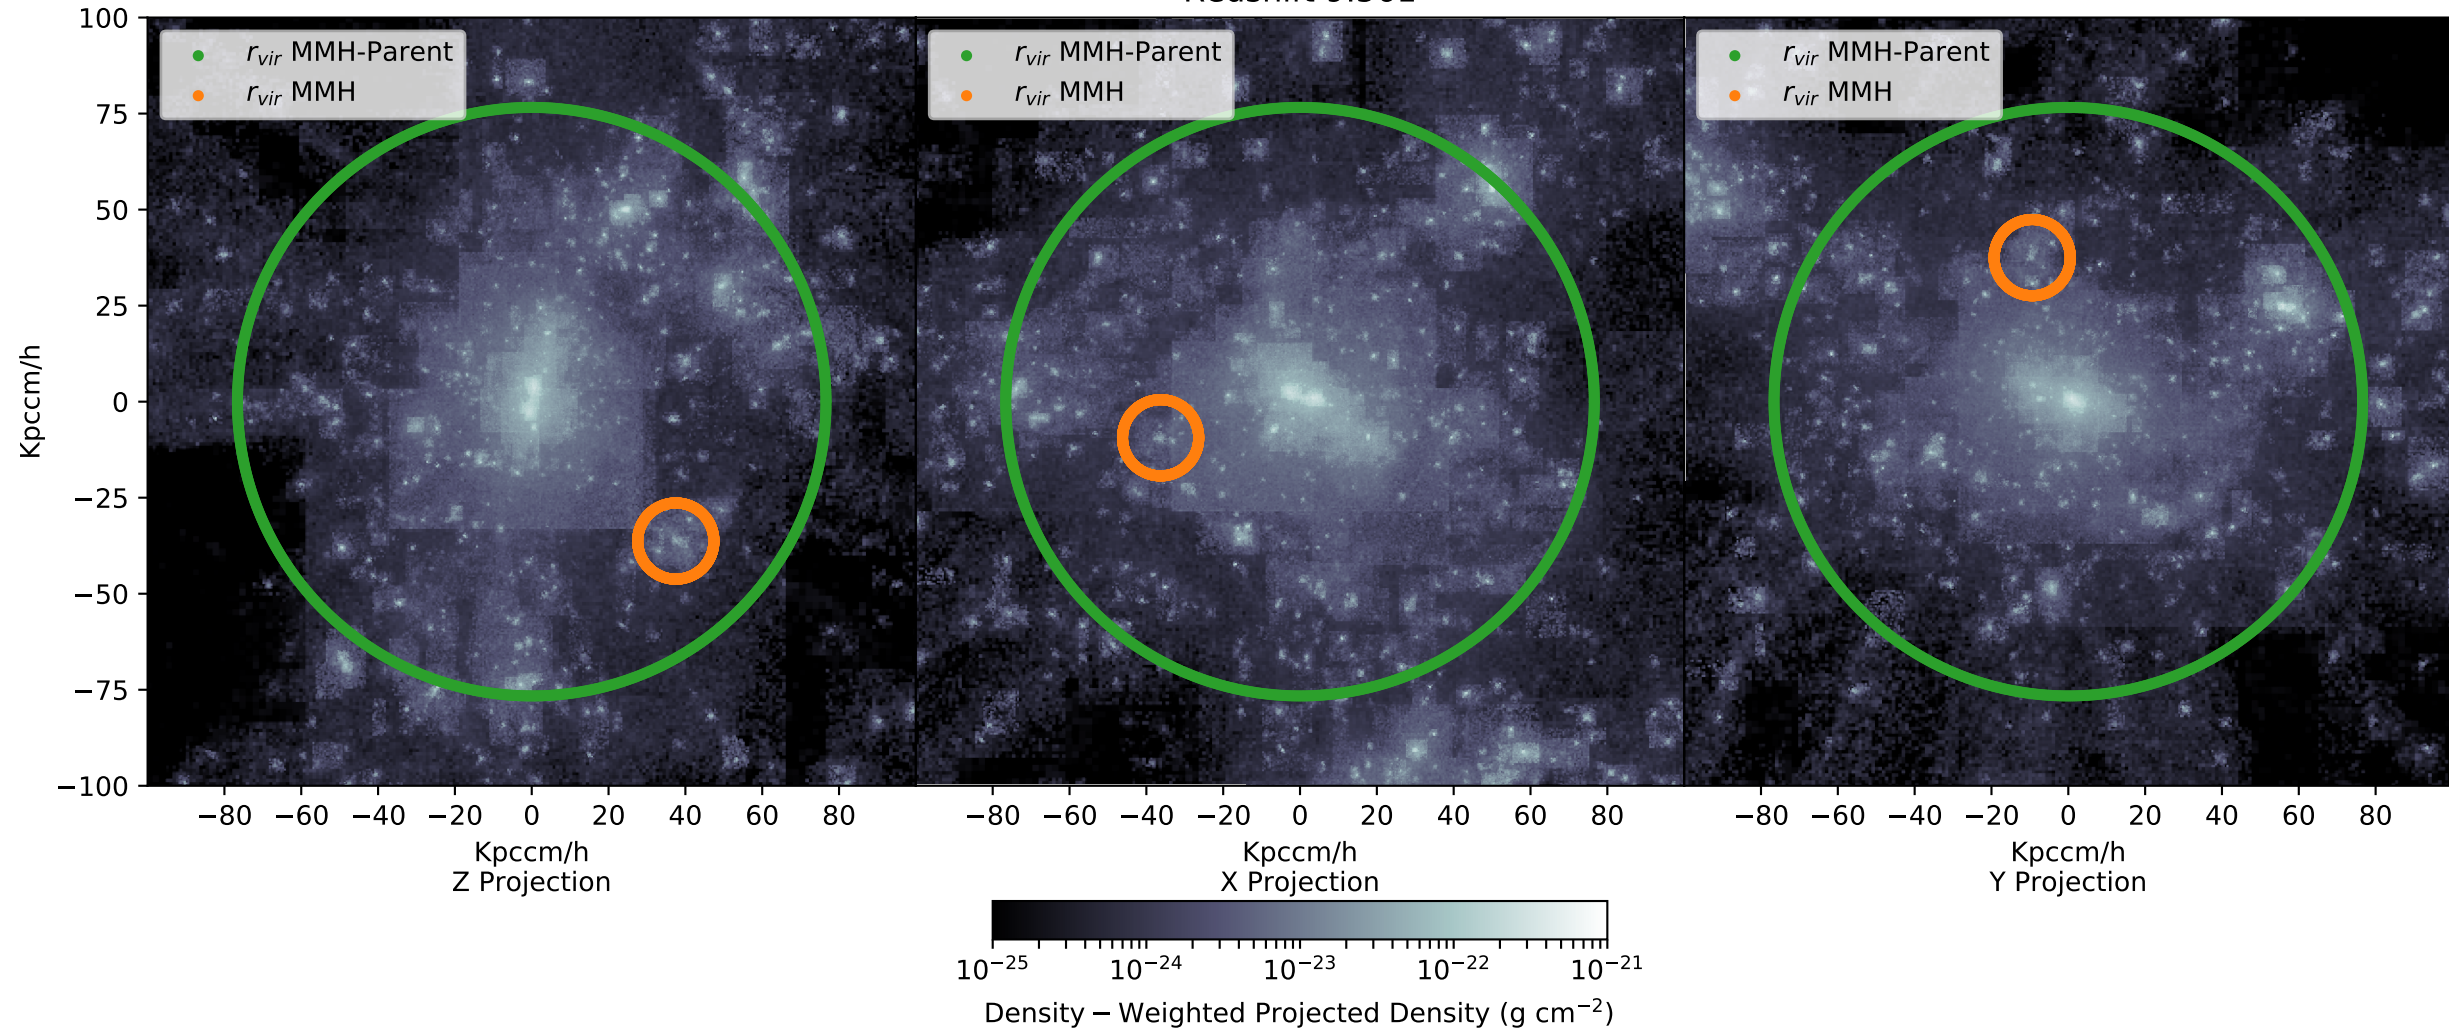 r_vir MMH-Parent
r_vir MMH
r_vir MMH-Parent
r_vir MMH
r_vir MMH-Parent
r_vir MMH
100
75
50
25
0
−25
−50
−75
−100
Kpccm/h
−80 −60 −40 −20 0 20 40 60 80
−80 −60 −40 −20 0 20 40 60 80
−80 −60 −40 −20 0 20 40 60 80
Kpccm/h
Z Projection
Kpccm/h
X Projection
Kpccm/h
Y Projection
10^−25 10^−24 10^−23 10^−22 10^−21
Density − Weighted Projected Density (g cm^−2)